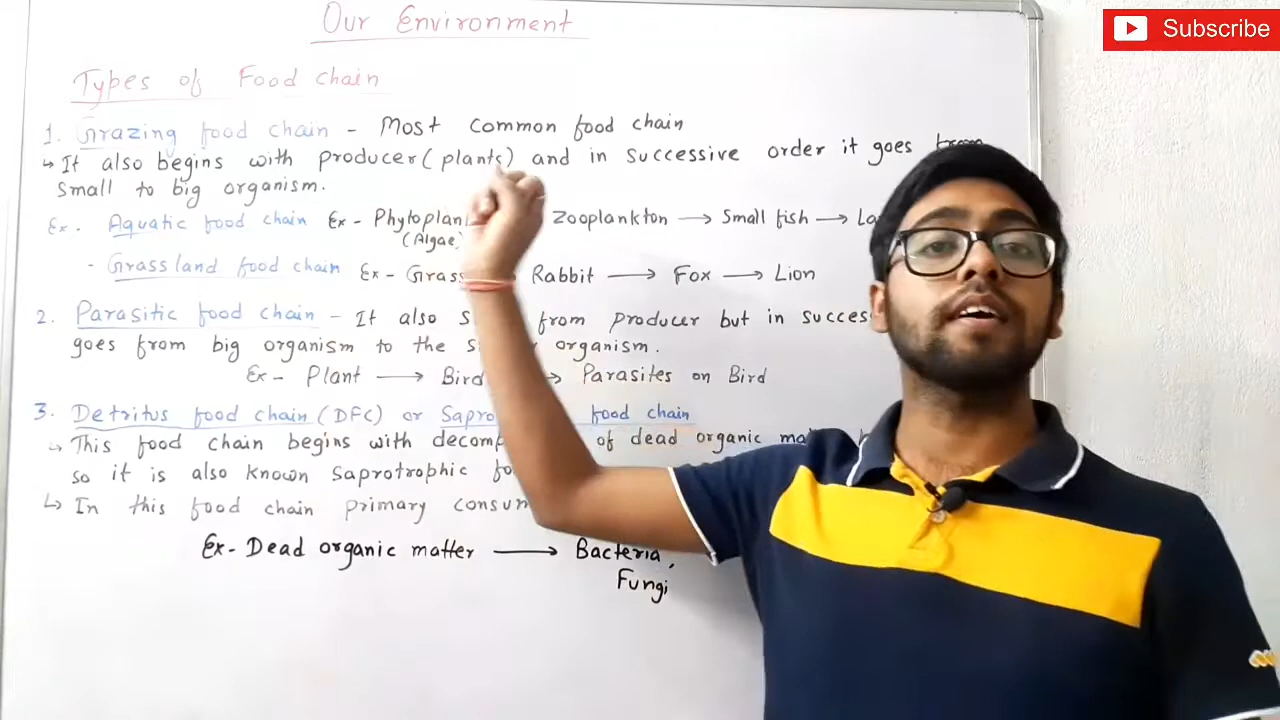 Our Environment
Subscribe
Types of Food chain
1. Grazing food chain - Most common food chain
↳ It also begins with producer (plants) and in successive order it goes from
small to big organism.
Ex. - Aquatic food chain Ex - Zooplankton → Small fish →
(Algae)
- Grassland food chain Ex - Grass Rabbit → Fox → Lion
2. Parasitic food chain - It also from producer but in
goes from big organism to the organism.
Ex - Plant → Bird → Parasites on Bird
3. Detritus food chain (DFC) or food chain
↳ This food chain begins with of dead organic
so it is also known saprotrophic
↳ In this food chain primary
Ex - Dead organic matter → Bacteria,
Fungi